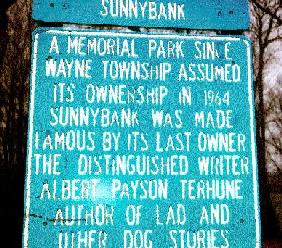 SUNNYBANK
A MEMORIAL PARK SINCE
WAYNE TOWNSHIP ASSUMED
ITS OWNERSHIP IN 1964
SUNNYBANK WAS MADE
FAMOUS BY ITS LAST OWNER
THE DISTINGUISHED WRITER
ALBERT PAYSON TERHUNE
AUTHOR OF LAD AND
OTHER DOG STORIES